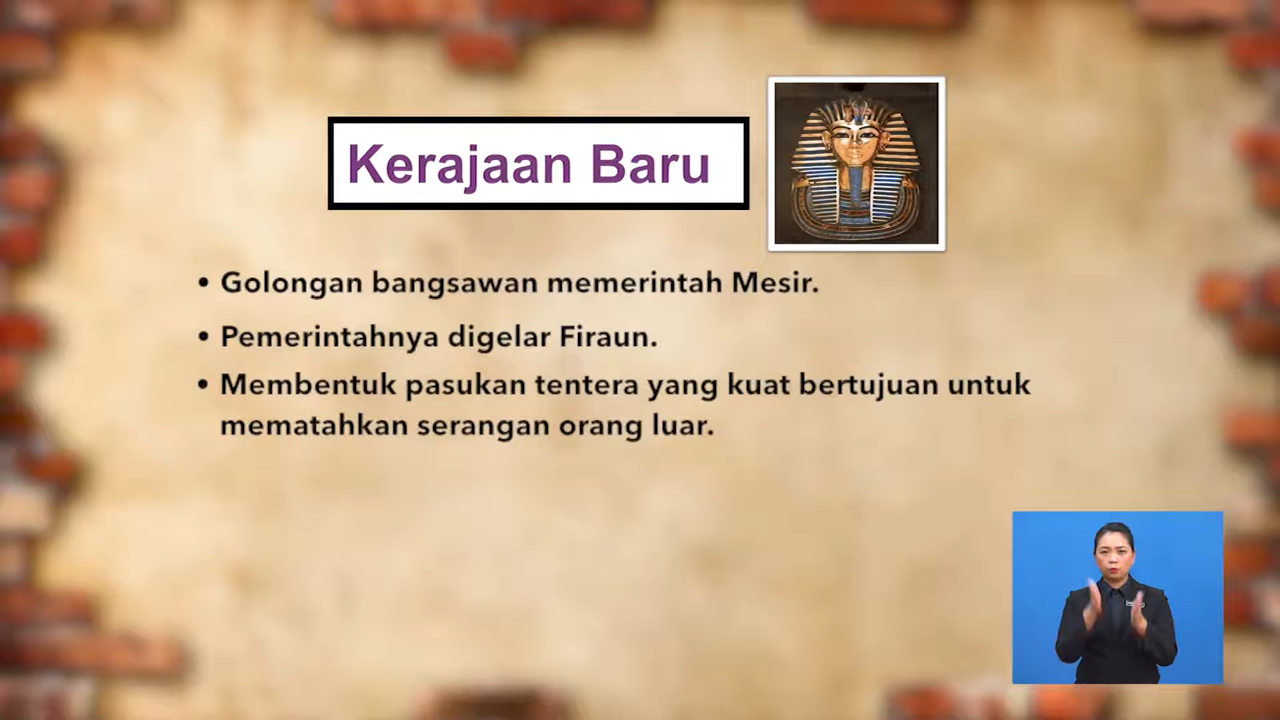 Kerajaan Baru
• Golongan bangsawan memerintah Mesir.
• Pemerintahnya digelar Firaun.
• Membentuk pasukan tentera yang kuat bertujuan untuk
mematahkan serangan orang luar.